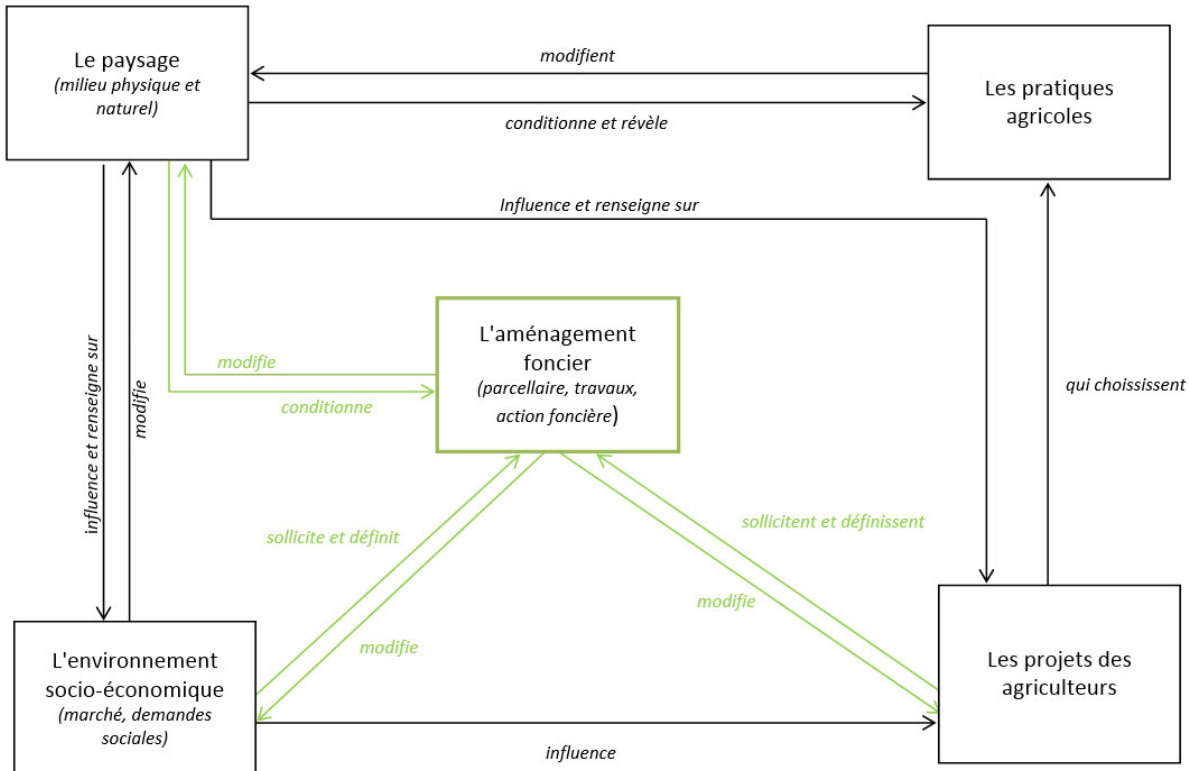 Le paysage
(milieu physique et
naturel)
modifient
Les pratiques
agricoles
conditionne et révèle
Influence et renseigne sur
L'aménagement
foncier
(parcellaire, travaux,
action foncière)
modifie
conditionne
influence et renseigne sur
modifie
qui choississent
sollicite et définit
sollicitent et définissent
modifie
modifie
L'environnement
socio-économique
(marché, demandes
sociales)
Les projets des
agriculteurs
influence